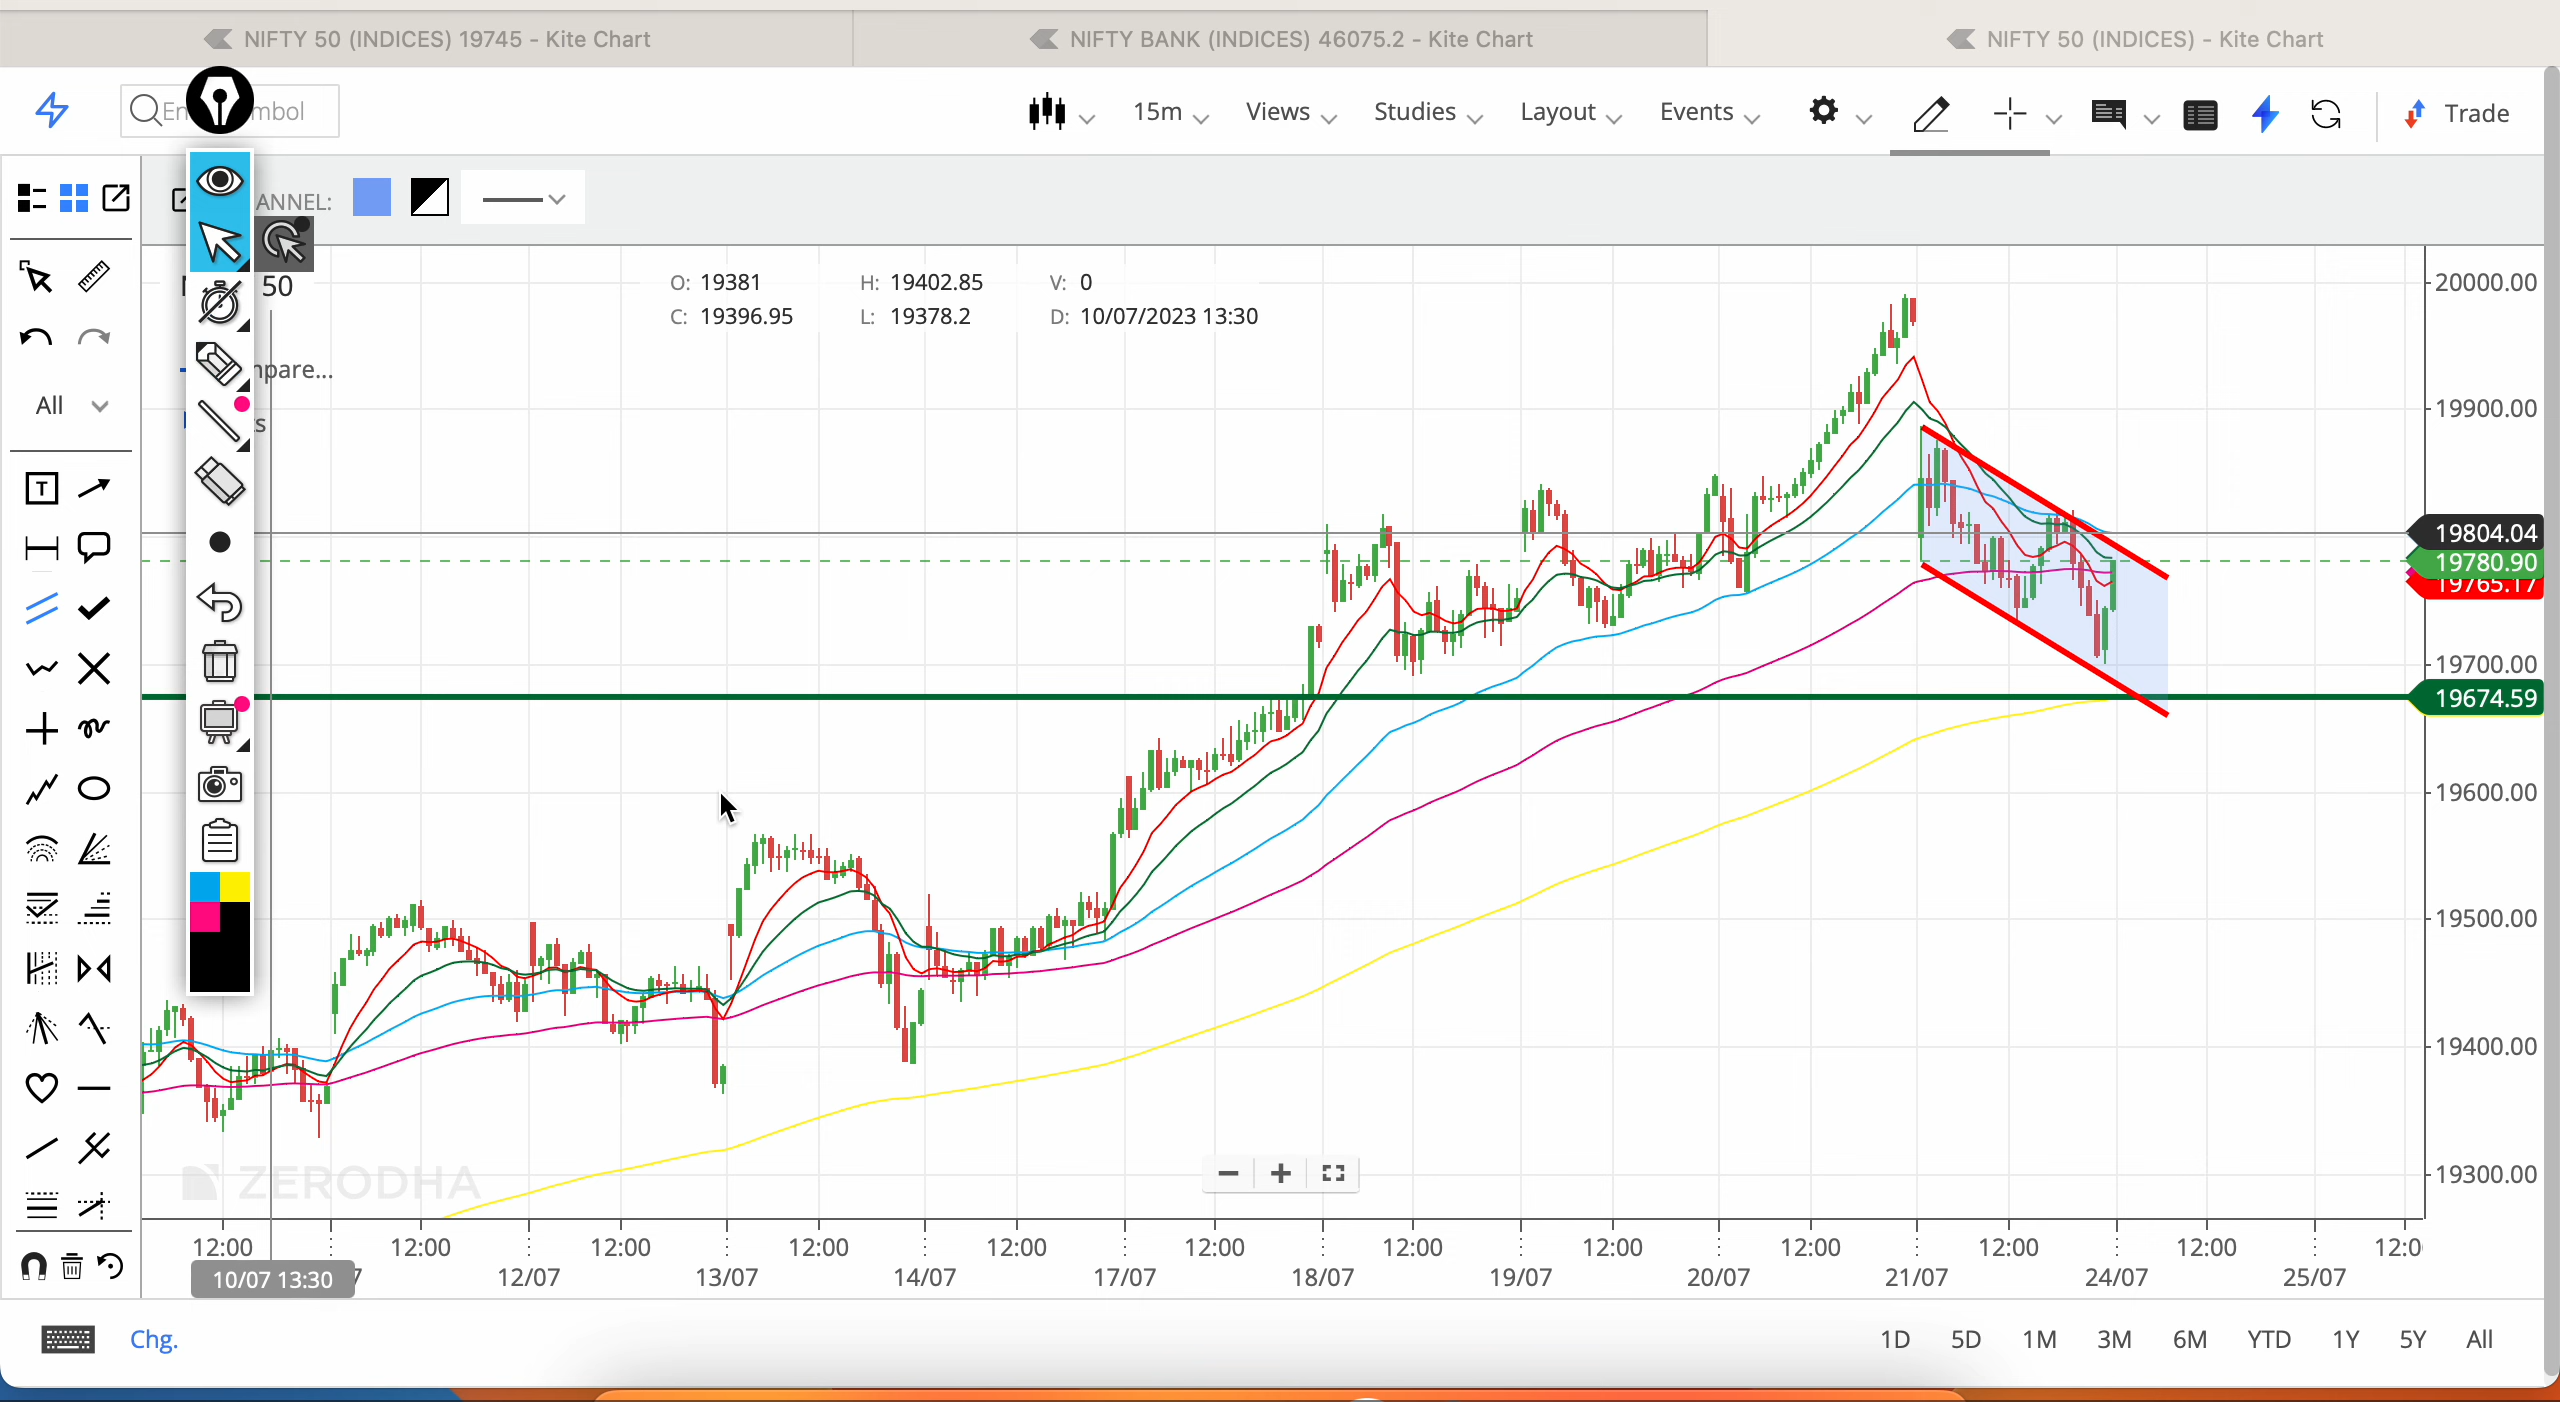 NIFTY 50 (INDICES) 19745 - Kite Chart
NIFTY BANK (INDICES) 46075.2 - Kite Chart
NIFTY 50 (INDICES) - Kite Chart
15m
Views
Studies
Layout
Events
Trade
ANNEL:
50
O: 19381 H: 19402.85 V: 0
C: 19396.95 L: 19378.2 D: 10/07/2023 13:30
mpare...
All
T
20000.00
19900.00
19804.04
19780.90
19765.17
19700.00
19674.59
19600.00
19500.00
19400.00
19300.00
ZERODHA
12:00 12:00 12:00 12:00 12:00 12:00 12:00 12:00 12:00 12:00 12:00 12:0
10/07 13:30 12/07 13/07 14/07 17/07 18/07 19/07 20/07 21/07 24/07 25/07
Chg.
1D 5D 1M 3M 6M YTD 1Y 5Y All